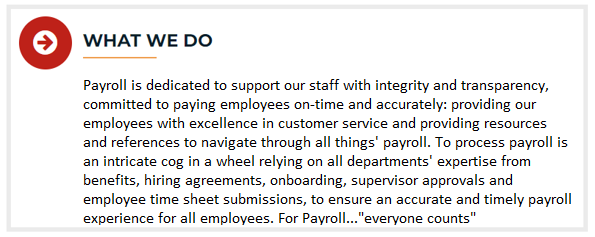 WHAT WE DO
Payroll is dedicated to support our staff with integrity and transparency,
committed to paying employees on-time and accurately: providing our
employees with excellence in customer service and providing resources
and references to navigate through all things' payroll. To process payroll is
an intricate cog in a wheel relying on all departments' expertise from
benefits, hiring agreements, onboarding, supervisor approvals and
employee time sheet submissions, to ensure an accurate and timely payroll
experience for all employees. For Payroll..."everyone counts"